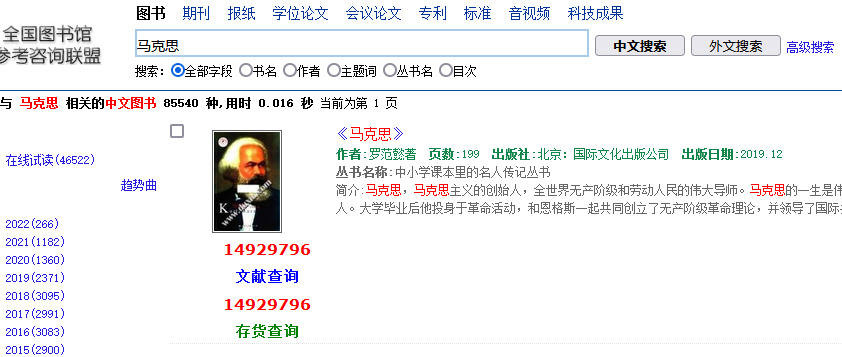 图书 期刊 报纸 学位论文 会议论文 专利 标准 音视频 科技成果
全国图书馆
参考咨询联盟
马克思 中文搜索 外文搜索 高级搜索
搜索: 全部字段 书名 作者 主题词 丛书名 目次
与 马克思 相关的中文图书 85540 种,用时 0.016 秒 当前为第 1 页
在线试读(46522)
趋势曲
2022(266)
2021(1182)
2020(1360)
2019(2371)
2018(3095)
2017(2991)
2016(3083)
2015(2900)
14929796
文献查询
14929796
存货查询
《马克思》
作者:罗范懿著 页数:199 出版社:北京：国际文化出版公司 出版日期:2019.12
丛书名称:中小学课本里的名人传记丛书
简介:马克思，马克思主义的创始人，全世界无产阶级和劳动人民的伟大导师。马克思的一生是伟
人。大学毕业后他投身于革命活动，和恩格斯一起共同创立了无产阶级革命理论，并领导了国际